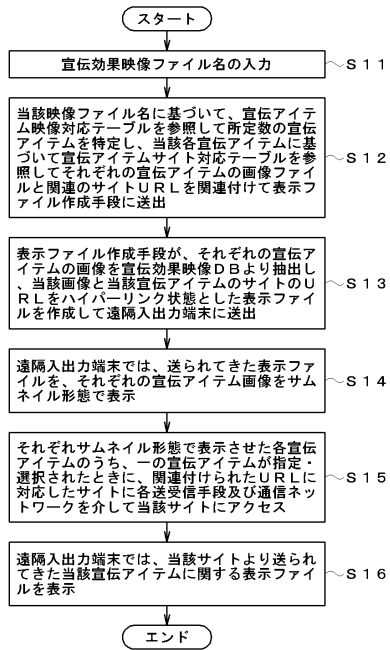 スタート
宣伝効果映像ファイル名の入力
S11
当該映像ファイル名に基づいて、宣伝アイテ
ム映像対応テーブルを参照して所定数の宣伝
アイテムを特定し、当該各宣伝アイテムに基
づいて宣伝アイテムサイト対応テーブルを参
照してそれぞれの宣伝アイテムの画像ファイ
ルと関連のサイトURLを関連付けて表示フ
ァイル作成手段に送出
S12
表示ファイル作成手段が、それぞれの宣伝ア
イテムの画像を宣伝効果映像DBより抽出し
、当該画像と当該宣伝アイテムのサイトのU
RLをハイパーリンク状態とした表示ファイ
ルを作成して遠隔入出力端末に送出
S13
遠隔入出力端末では、送られてきた表示ファ
イルを、それぞれの宣伝アイテム画像をサム
ネイル形態で表示
S14
それぞれサムネイル形態で表示させた各宣伝
アイテムのうち、一の宣伝アイテムが指定・
選択されたときに、関連付けられたURLに
対応したサイトに各送受信手段及び通信ネッ
トワークを介して当該サイトにアクセス
S15
遠隔入出力端末では、当該サイトより送られ
てきた当該宣伝アイテムに関する表示ファイ
ルを表示
S16
エンド